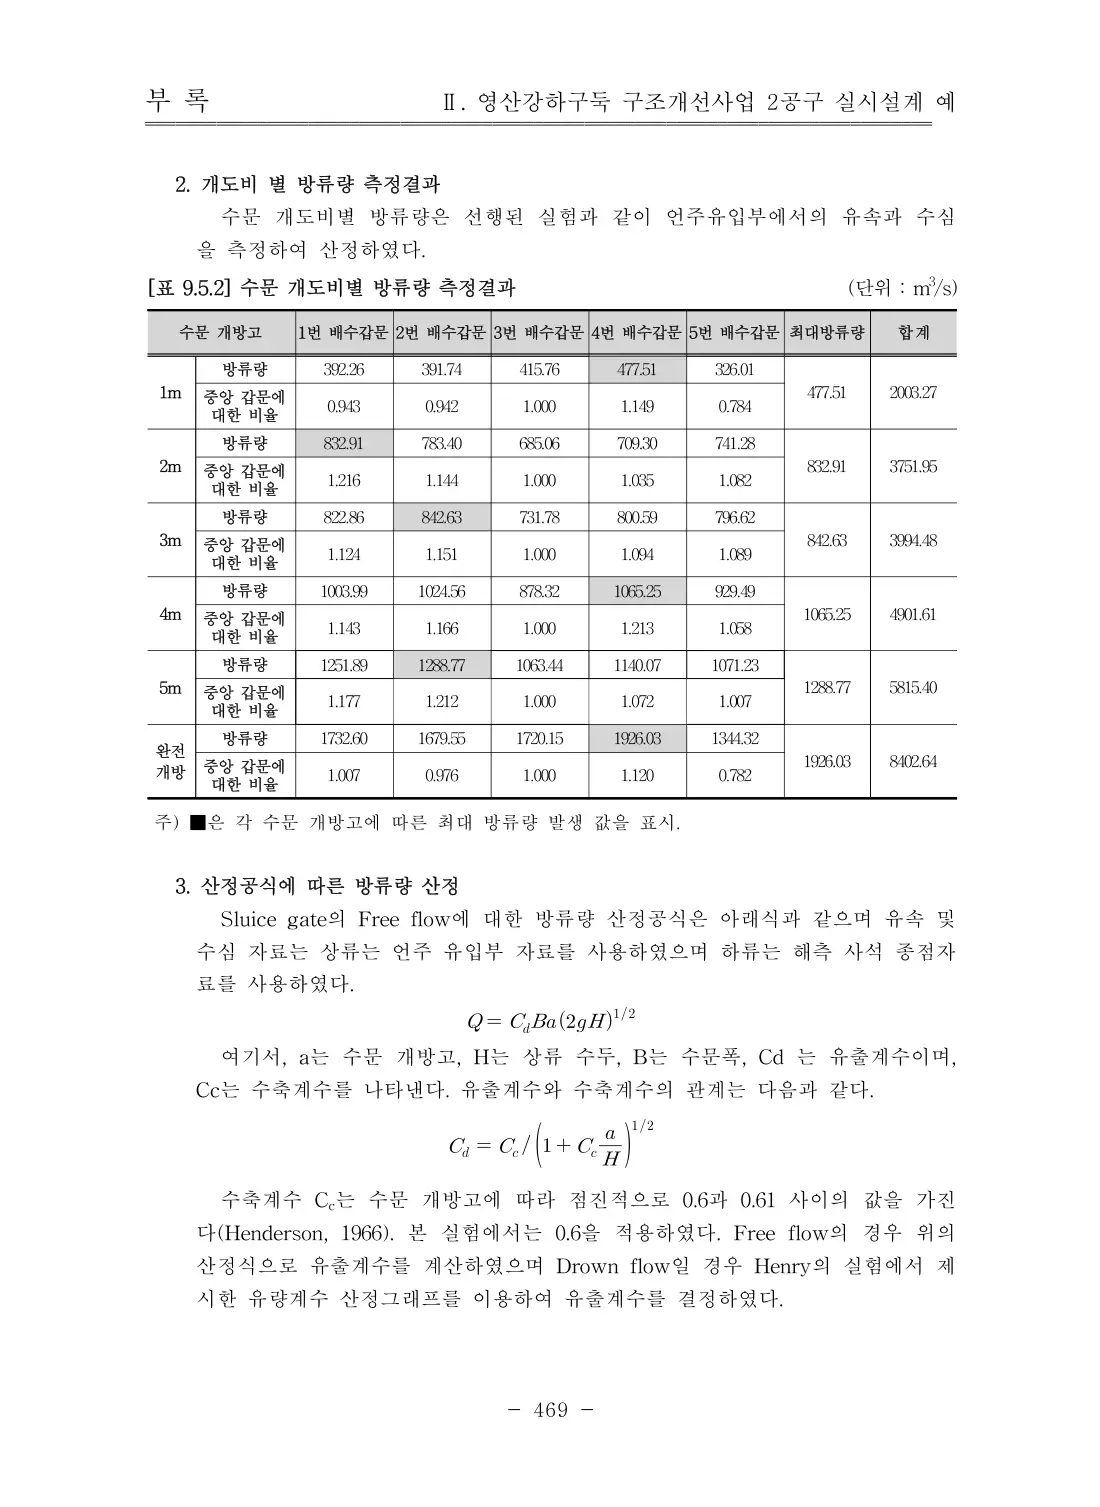 부 록
Ⅱ. 영산강하구둑 구조개선사업 2공구 실시설계 예
2. 개도비 별 방류량 측정결과
수문 개도비별 방류량은 선행된 실험과 같이 언주유입부에서의 유속과 수심
을 측정하여 산정하였다.
[표 9.5.2] 수문 개도비별 방류량 측정결과 (단위 : m³/s)
수문 개방고 1번 배수갑문 2번 배수갑문 3번 배수갑문 4번 배수갑문 5번 배수갑문 최대방류량 합계
1m 방류량 392.26 391.74 415.76 477.51 326.01 477.51 2003.27
중앙 갑문에
대한 비율 0.943 0.942 1.000 1.149 0.784
2m 방류량 832.91 783.40 685.06 709.30 741.28 832.91 3751.95
중앙 갑문에
대한 비율 1.216 1.144 1.000 1.035 1.082
3m 방류량 822.86 842.63 731.78 800.59 796.62 842.63 3994.48
중앙 갑문에
대한 비율 1.124 1.151 1.000 1.094 1.089
4m 방류량 1003.99 1024.56 878.32 1065.25 929.49 1065.25 4901.61
중앙 갑문에
대한 비율 1.143 1.166 1.000 1.213 1.058
5m 방류량 1251.89 1288.77 1063.44 1140.07 1071.23 1288.77 5815.40
중앙 갑문에
대한 비율 1.177 1.212 1.000 1.072 1.007
완전
개방 방류량 1732.60 1679.55 1720.15 1926.03 1344.32 1926.03 8402.64
중앙 갑문에
대한 비율 1.007 0.976 1.000 1.120 0.782
주) ■은 각 수문 개방고에 따른 최대 방류량 발생 값을 표시.
3. 산정공식에 따른 방류량 산정
Sluice gate의 Free flow에 대한 방류량 산정공식은 아래식과 같으며 유속 및
수심 자료는 상류는 언주 유입부 자료를 사용하였으며 하류는 해측 사석 종점자
료를 사용하였다.
Q = C_d Ba(2gH)^{1/2}
여기서, a는 수문 개방고, H는 상류 수두, B는 수문폭, Cd 는 유출계수이며,
Cc는 수축계수를 나타낸다. 유출계수와 수축계수의 관계는 다음과 같다.
C_d = C_c / (1 + C_c a/H)^{1/2}
수축계수 C_c는 수문 개방고에 따라 점진적으로 0.6과 0.61 사이의 값을 가진
다(Henderson, 1966). 본 실험에서는 0.6을 적용하였다. Free flow의 경우 위의
산정식으로 유출계수를 계산하였으며 Drown flow일 경우 Henry의 실험에서 제
시한 유량계수 산정그래프를 이용하여 유출계수를 결정하였다.
- 469 -